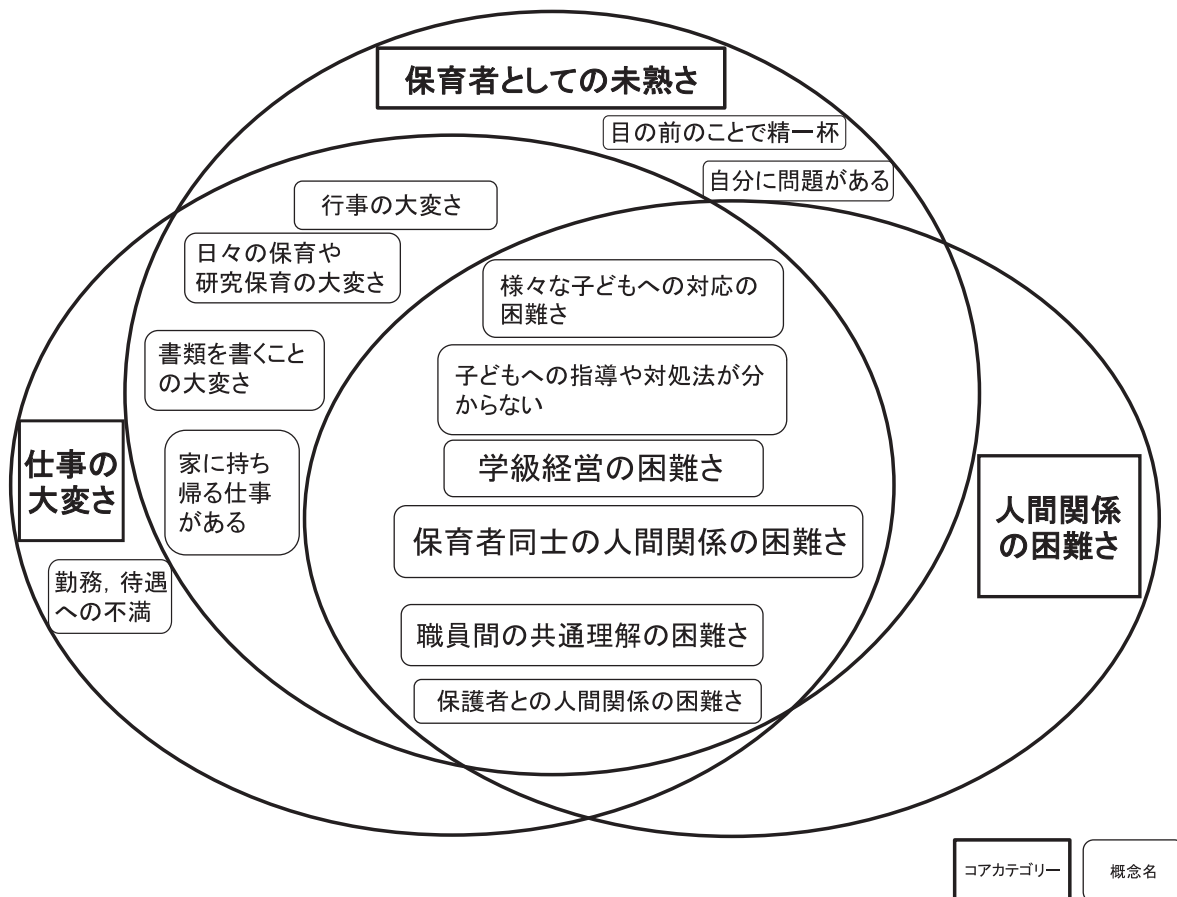 保育者としての未熟さ
目の前のことで精一杯
自分に問題がある
行事の大変さ
日々の保育や
研究保育の大変さ
様々な子どもへの対応の
困難さ
書類を書くこと
の大変さ
子どもへの指導や対処法が分
からない
仕事の
大変さ
家に持ち
帰る仕事
がある
学級経営の困難さ
人間関係
の困難さ
保育者同士の人間関係の困難さ
勤務，待遇
への不満
職員間の共通理解の困難さ
保護者との人間関係の困難さ
コアカテゴリー
概念名